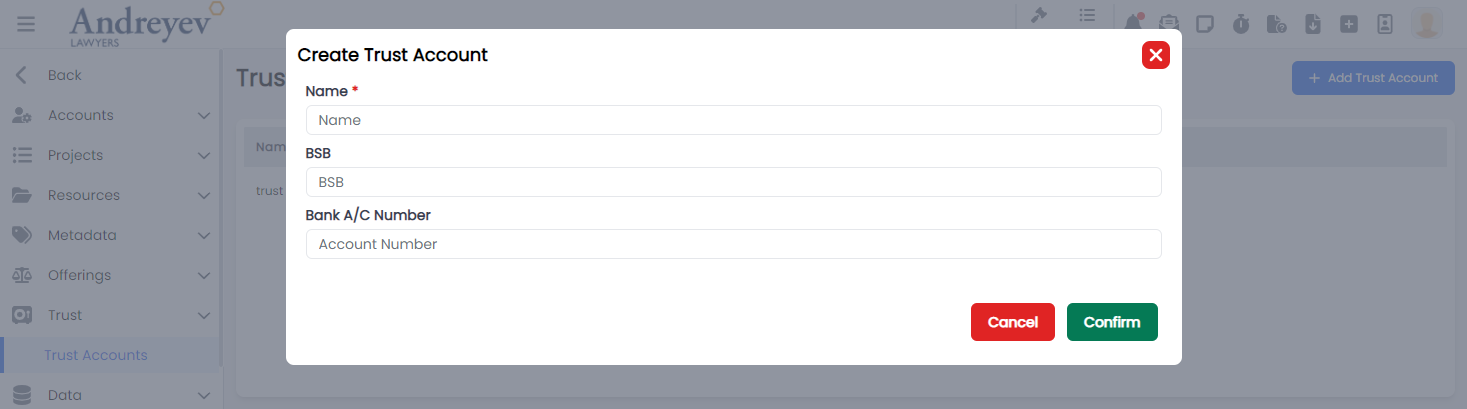 Andreyev
LAWYERS
Back
Accounts
Projects
Resources
Metadata
Offerings
Trust
Trust Accounts
Data
Trus
+ Add Trust Account
Nam
trust
Create Trust Account
Name *
Name
BSB
BSB
Bank A/C Number
Account Number
Cancel
Confirm